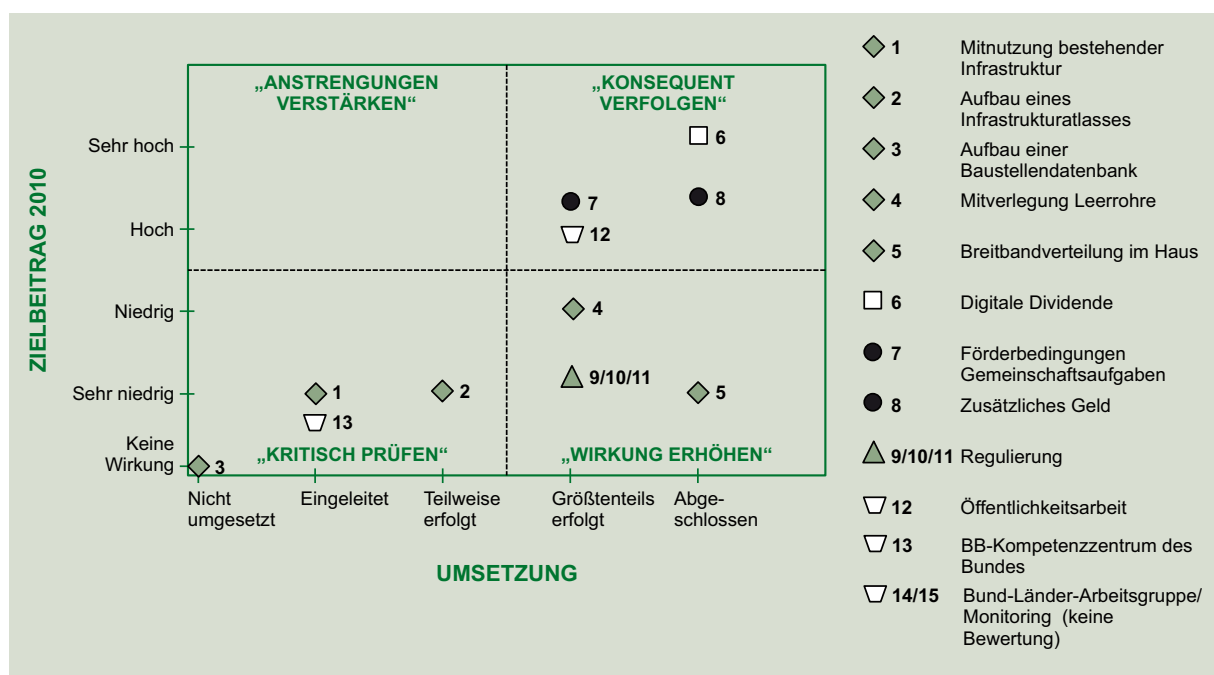 „ANSTRENGUNGEN
VERSTÄRKEN“
„KONSEQUENT
VERFOLGEN“
ZIELBEITRAG 2010
Sehr hoch
Hoch
Niedrig
Sehr niedrig
Keine
Wirkung
6
7
8
12
4
9/10/11
1
2
5
13
3
„KRITISCH PRÜFEN“
„WIRKUNG ERHÖHEN“
Nicht
umgesetzt
Eingeleitet
Teilweise
erfolgt
Größtenteils
erfolgt
Abge-
schlossen
UMSETZUNG
1 Mitnutzung bestehender
Infrastruktur
2 Aufbau eines
Infrastrukturatlasses
3 Aufbau einer
Baustellendatenbank
4 Mitverlegung Leerrohre
5 Breitbandverteilung im Haus
6 Digitale Dividende
7 Förderbedingungen
Gemeinschaftsaufgaben
8 Zusätzliches Geld
9/10/11 Regulierung
12 Öffentlichkeitsarbeit
13 BB-Kompetenzzentrum des
Bundes
14/15 Bund-Länder-Arbeitsgruppe/
Monitoring (keine
Bewertung)